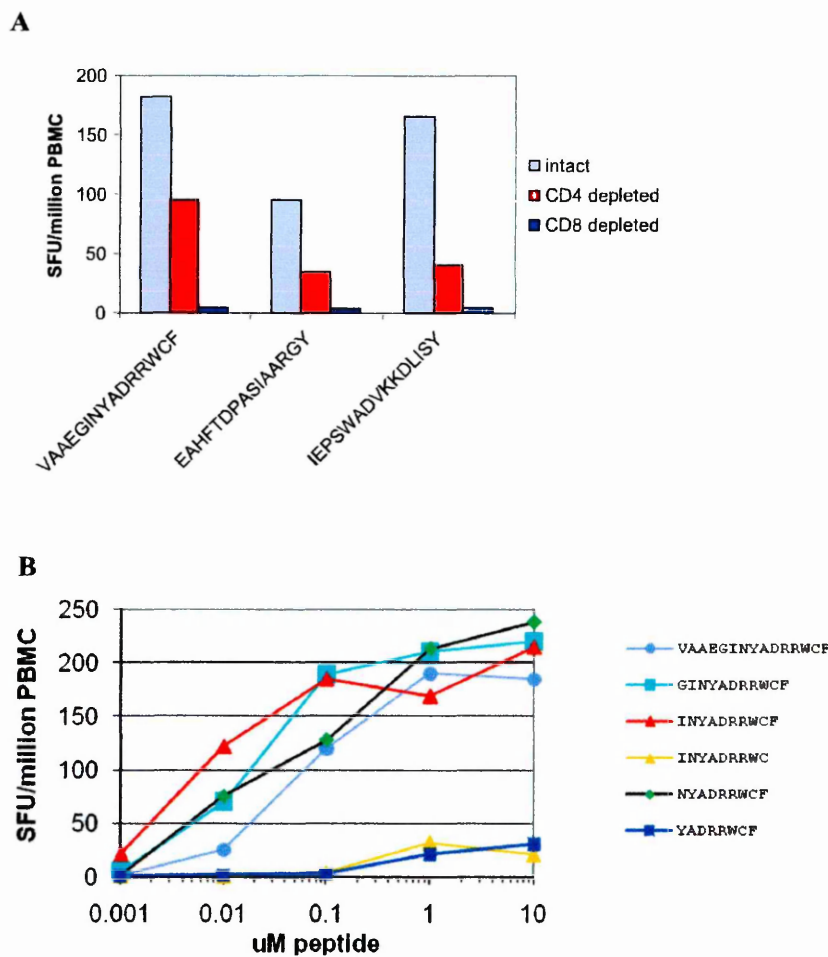 A
200
150
100
50
0
SFU/million PBMC
intact
CD4 depleted
CD8 depleted
VAAEGINYADRRWCF
EAHFTDPASIAARGY
IEPSWADVKKDLISY
B
250
200
150
100
50
0
SFU/million PBMC
0.001 0.01 0.1 1 10
uM peptide
VAAEGINYADRRWCF
GINYADRRWCF
INYADRRWCF
INYADRRWC
NYADRRWCF
YADRRWCF